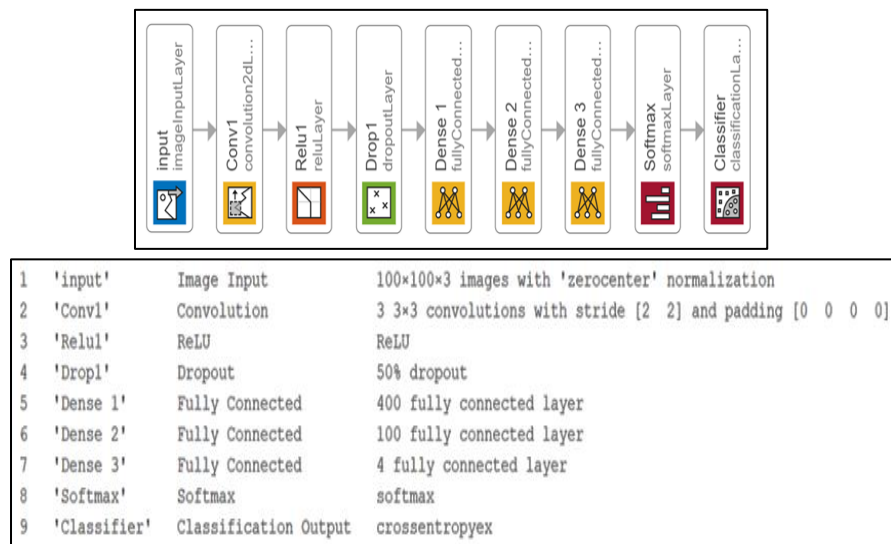 input
imageInputLayer
Conv1
convolution2dL...
Relu1
reluLayer
Drop1
dropoutLayer
Dense 1
fullyConnected...
Dense 2
fullyConnected...
Dense 3
fullyConnected...
Softmax
softmaxLayer
Classifier
classificationLa...
1 'input' Image Input 100×100×3 images with 'zerocenter' normalization
2 'Conv1' Convolution 3 3×3 convolutions with stride [2 2] and padding [0 0 0 0]
3 'Relu1' ReLU ReLU
4 'Drop1' Dropout 50% dropout
5 'Dense 1' Fully Connected 400 fully connected layer
6 'Dense 2' Fully Connected 100 fully connected layer
7 'Dense 3' Fully Connected 4 fully connected layer
8 'Softmax' Softmax softmax
9 'Classifier' Classification Output crossentropyex